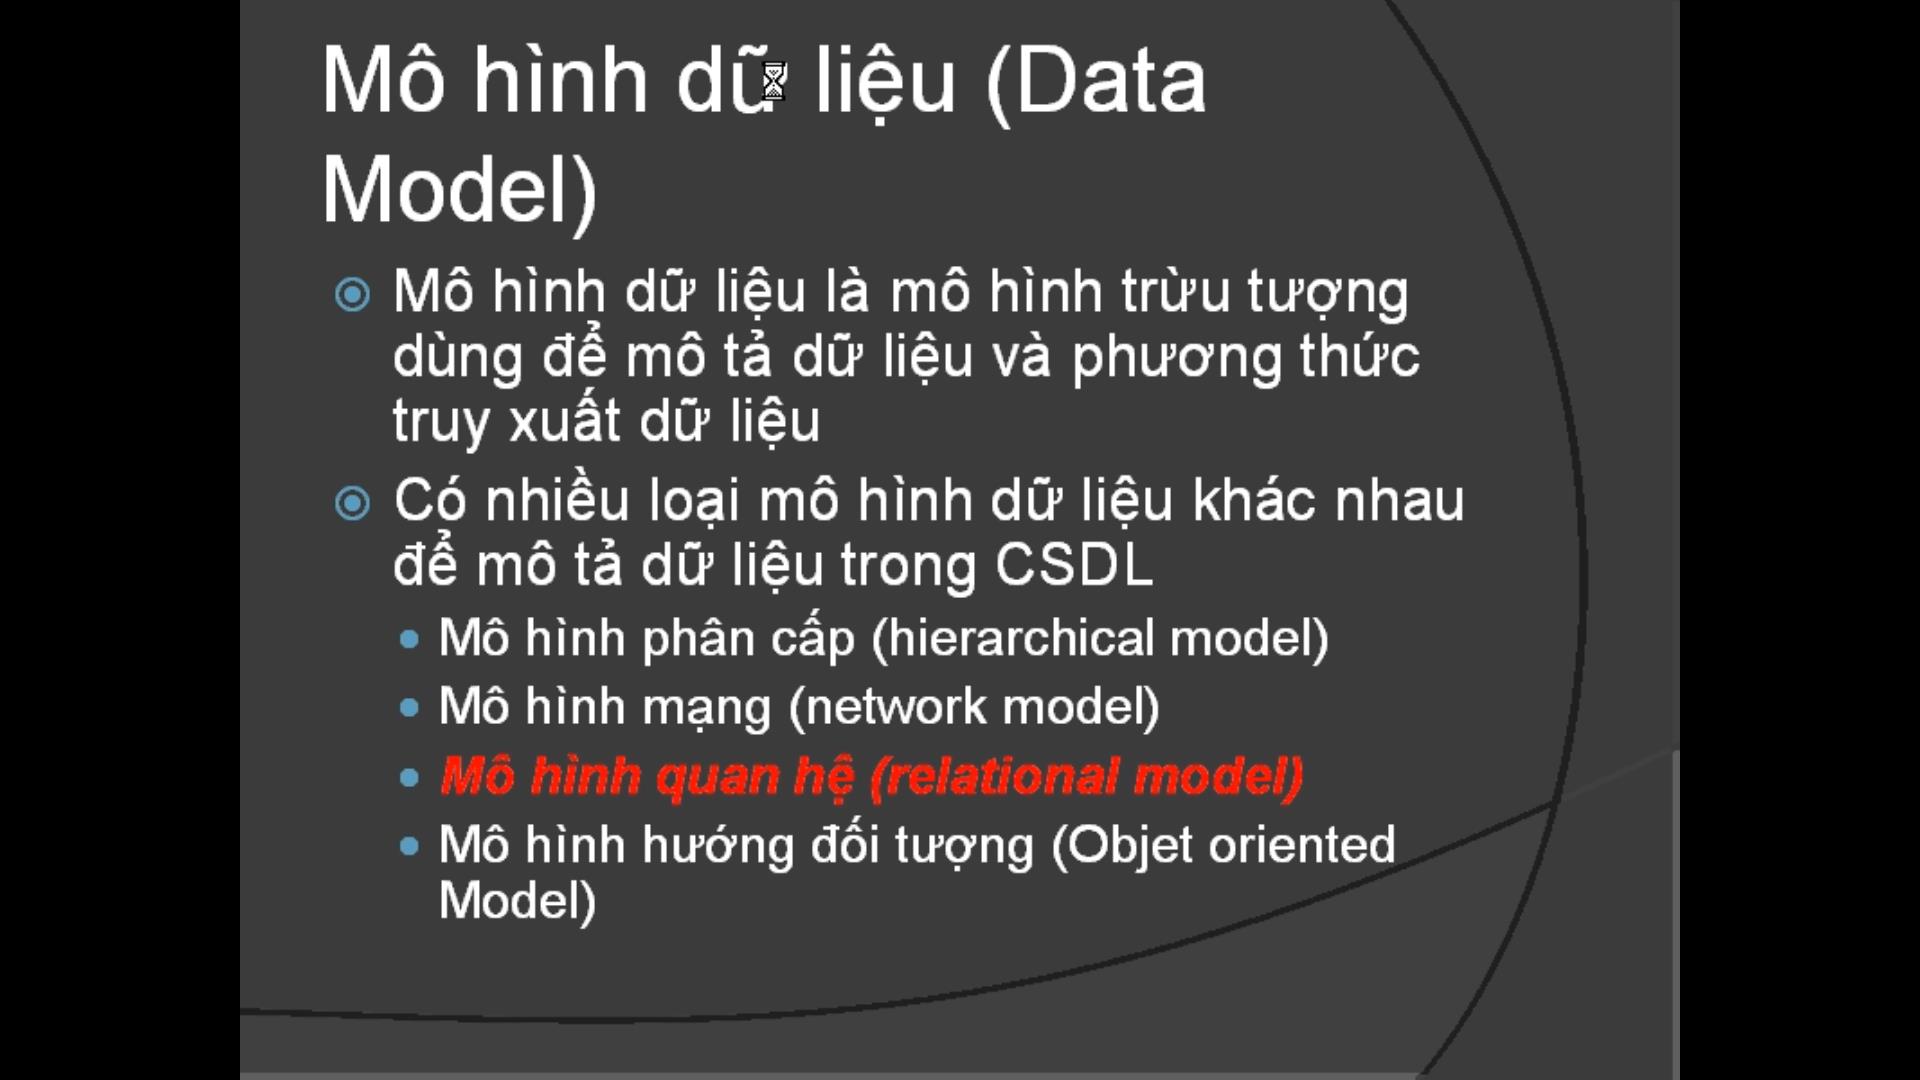 Mô hình dữ liệu (Data
Model)
Mô hình dữ liệu là mô hình trừu tượng
dùng để mô tả dữ liệu và phương thức
truy xuất dữ liệu
Có nhiều loại mô hình dữ liệu khác nhau
để mô tả dữ liệu trong CSDL
Mô hình phân cấp (hierarchical model)
Mô hình mạng (network model)
Mô hình quan hệ (relational model)
Mô hình hướng đối tượng (Objet oriented
Model)